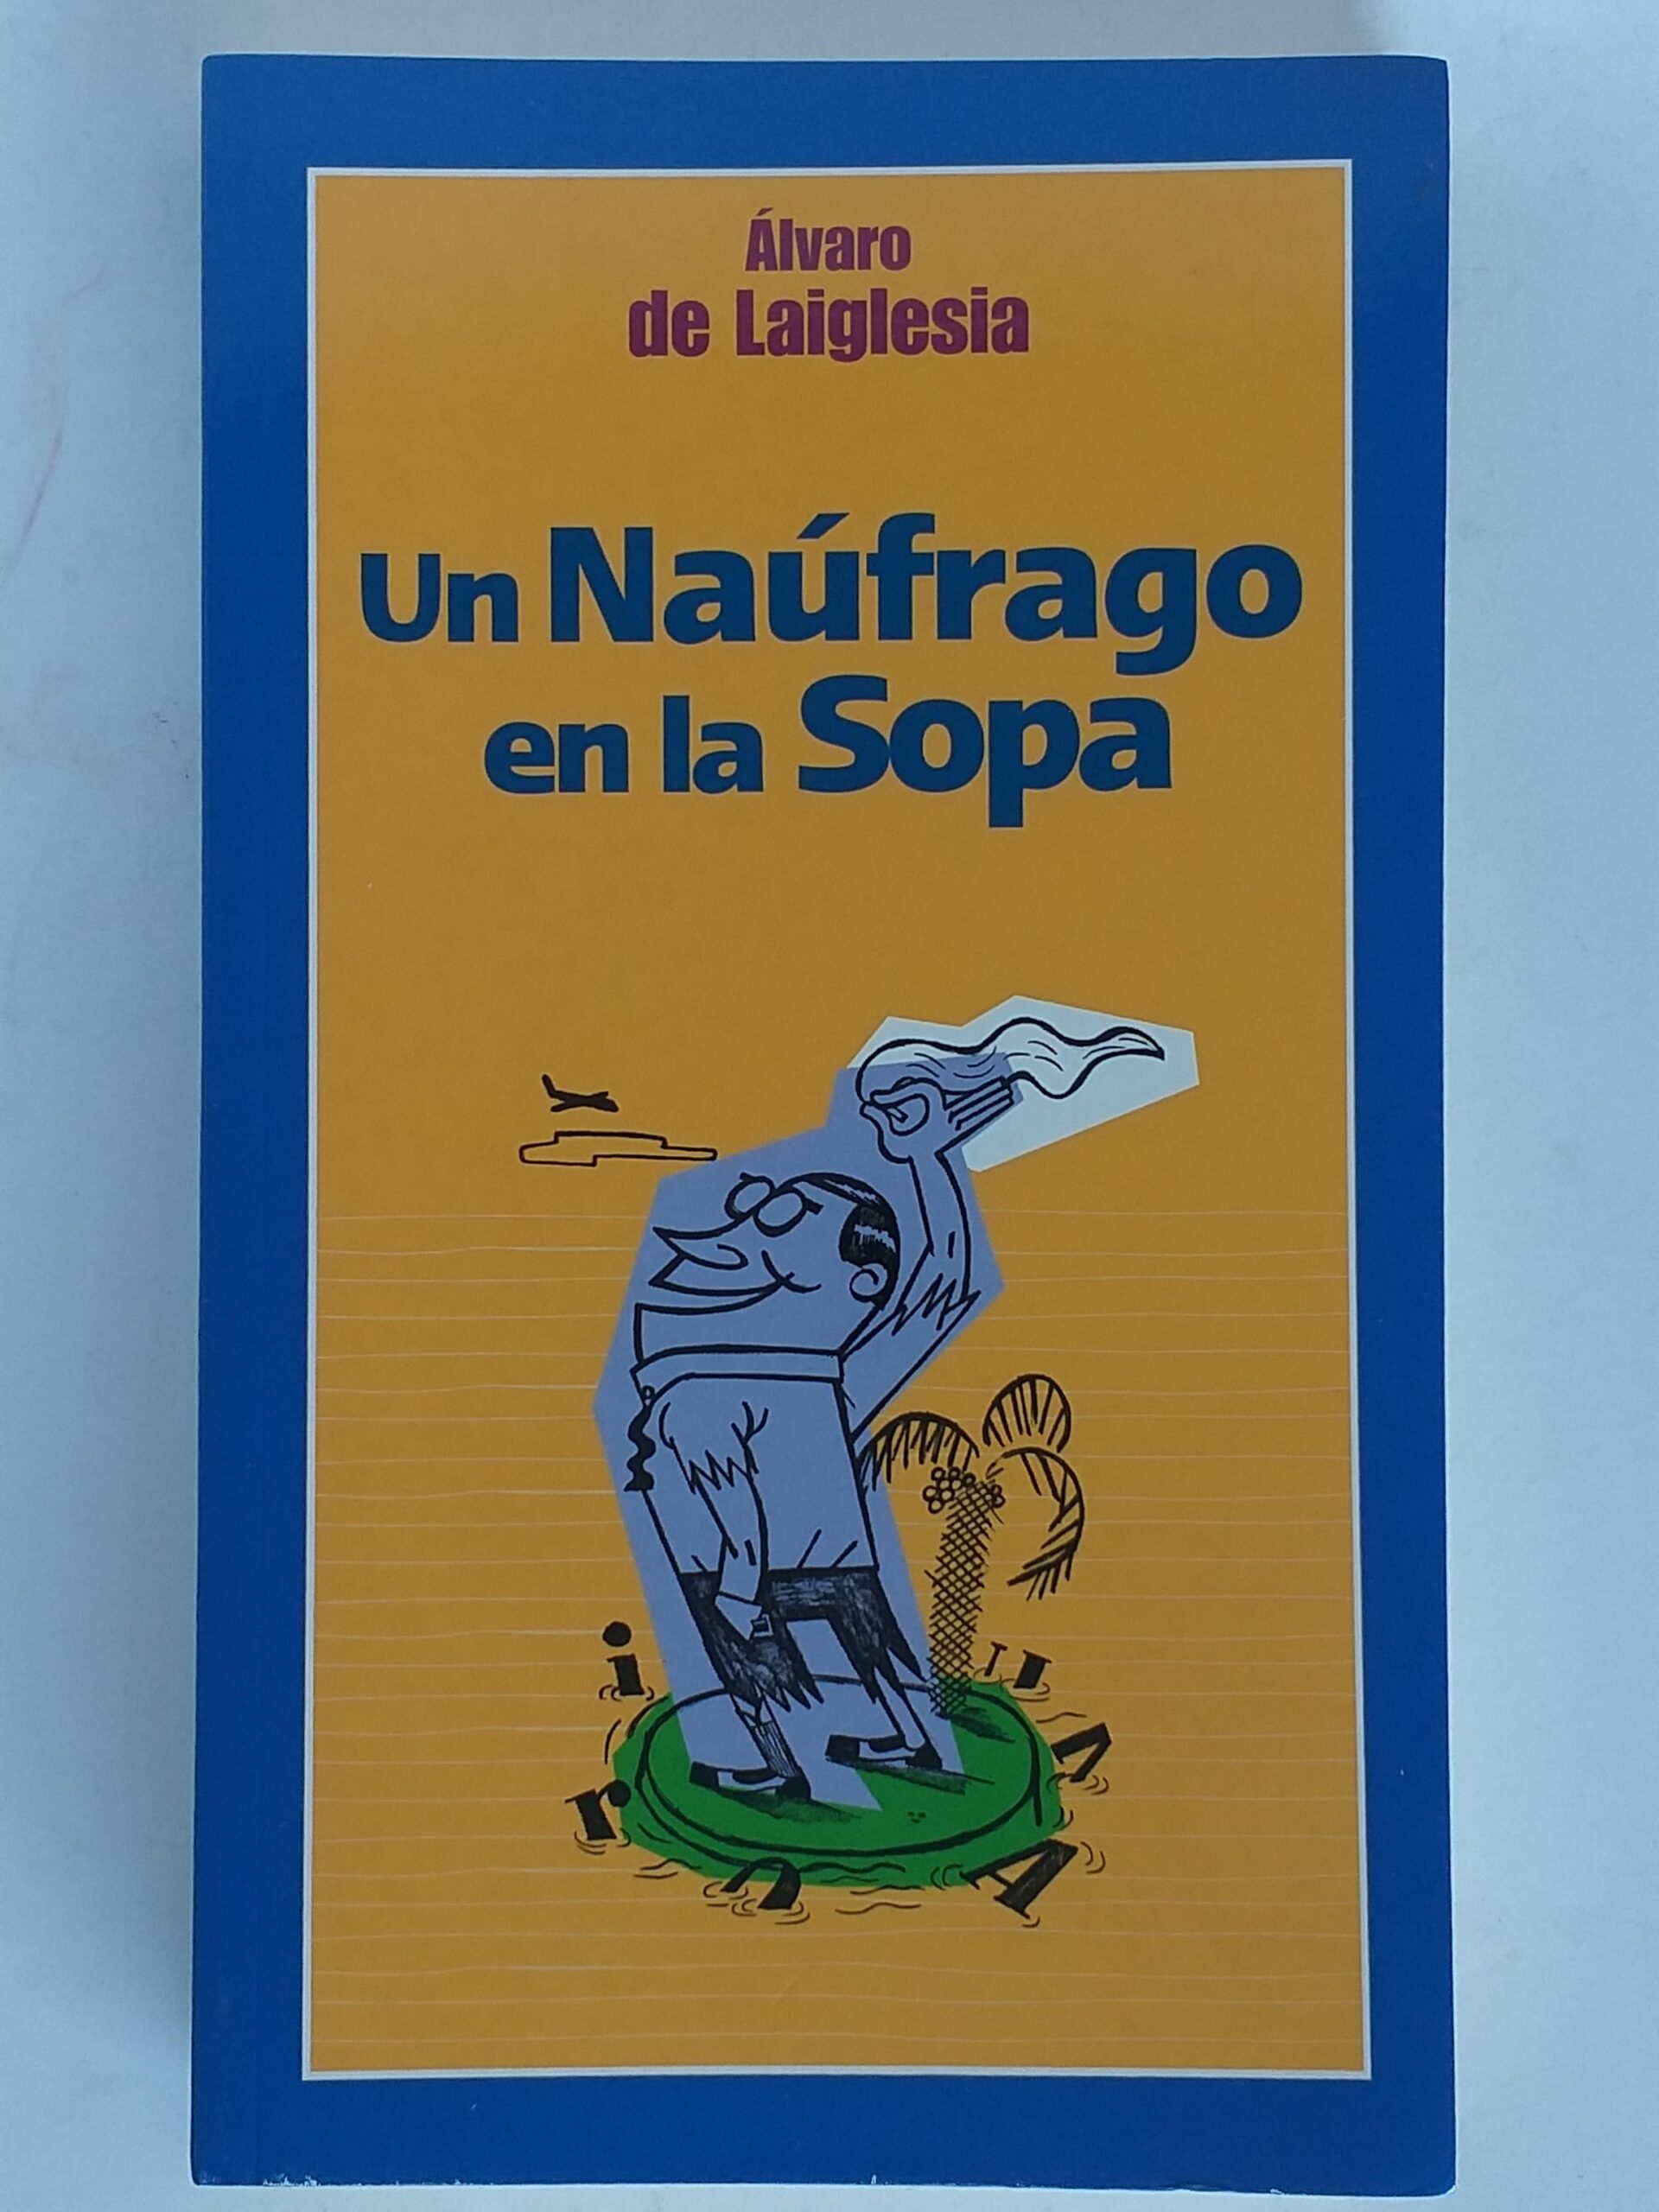 Álvaro
de Laiglesia
Un Naúfrago
en la Sopa
i
r
A